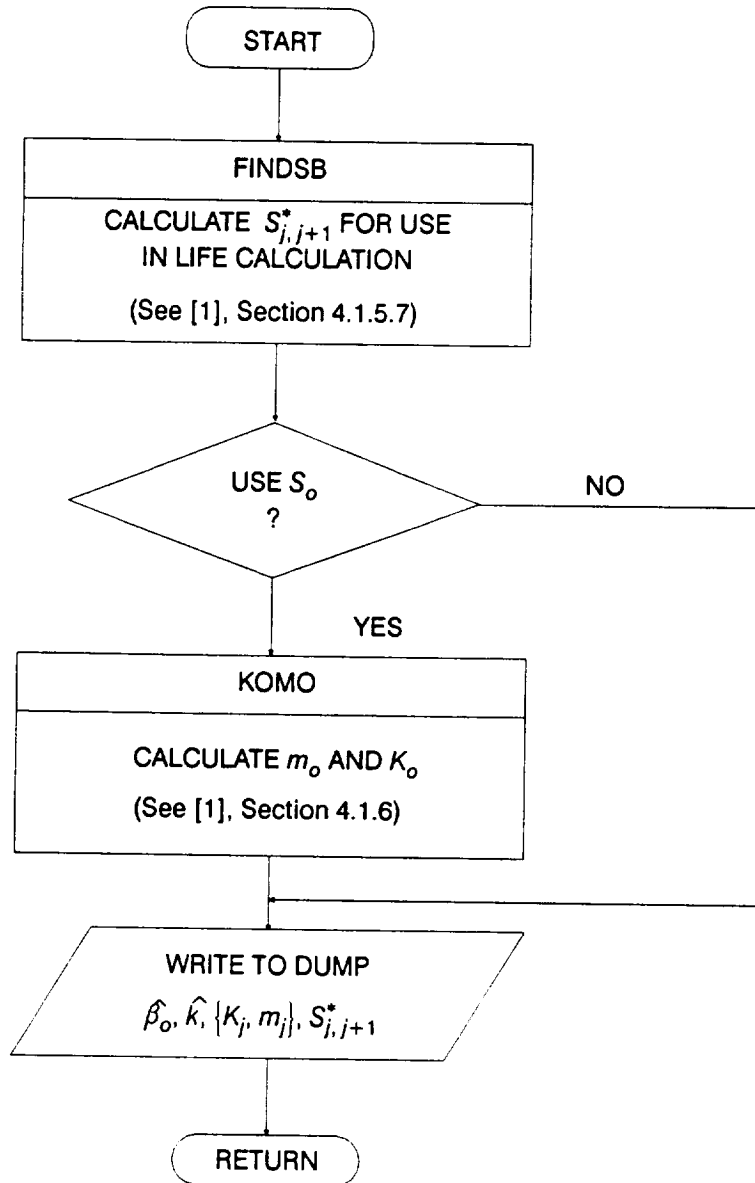 START
FINDSB
CALCULATE S*j, j+1 FOR USE
IN LIFE CALCULATION
(See [1], Section 4.1.5.7)
USE So
?
NO
YES
KOMO
CALCULATE mo AND Ko
(See [1], Section 4.1.6)
WRITE TO DUMP
β̂o, k̂, {Kj, mj}, S*j, j+1
RETURN